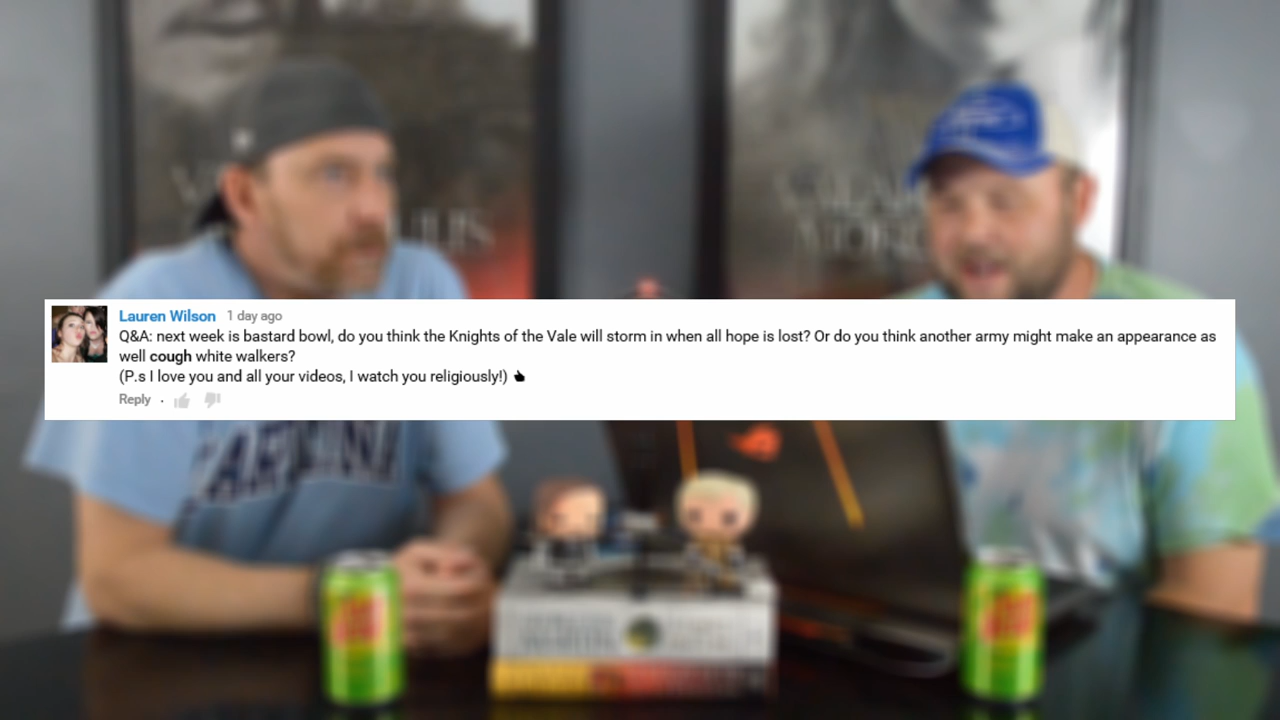 Lauren Wilson 1 day ago
Q&A: next week is bastard bowl, do you think the Knights of the Vale will storm in when all hope is lost? Or do you think another army might make an appearance as
well cough white walkers?
(P.s I love you and all your videos, I watch you religiously!)
Reply .